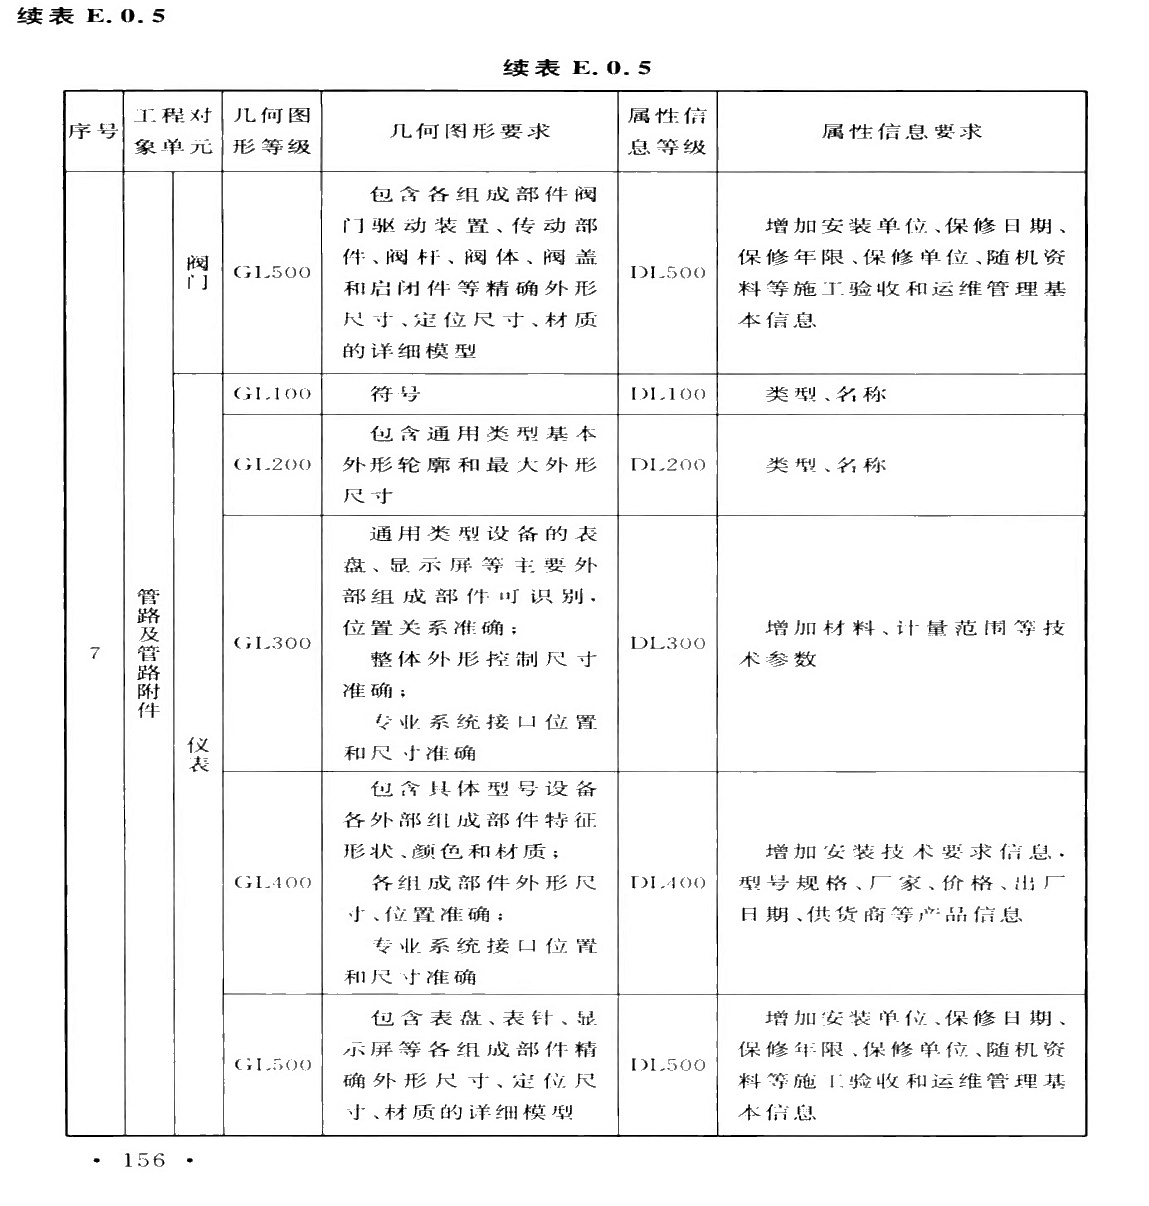 续表 E.0.5
续表 E.0.5
序号
工程对
象单元
几何图
形等级
几何图形要求
属性信
息等级
属性信息要求
7
管路及管路附件
阀门
GL500
包含各组成部件阀
门驱动装置、传动部
件、阀杆、阀体、阀盖
和启闭件等精确外形
尺寸、定位尺寸、材质
的详细模型
DL500
增加安装单位、保修日期、
保修年限、保修单位、随机资
料等施工验收和运维管理基
本信息
仪表
GL100
符号
DL100
类型、名称
GL200
包含通用类型基本
外形轮廓和最大外形
尺寸
DL200
类型、名称
GL300
通用类型设备的表
盘、显示屏等主要外
部组成部件可识别，
位置关系准确；
整体外形控制尺寸
准确；
专业系统接口位置
和尺寸准确
DL300
增加材料、计量范围等技
术参数
GL400
包含具体型号设备
各外部组成部件特征
形状、颜色和材质；
各组成部件外形尺
寸、位置准确；
专业系统接口位置
和尺寸准确
DL400
增加安装技术要求信息，
型号规格、厂家、价格、出厂
日期、供货商等产品信息
GL500
包含表盘、表针、显
示屏等各组成部件精
确外形尺寸、定位尺
寸、材质的详细模型
DL500
增加安装单位、保修日期、
保修年限、保修单位、随机资
料等施工验收和运维管理基
本信息
• 156 •